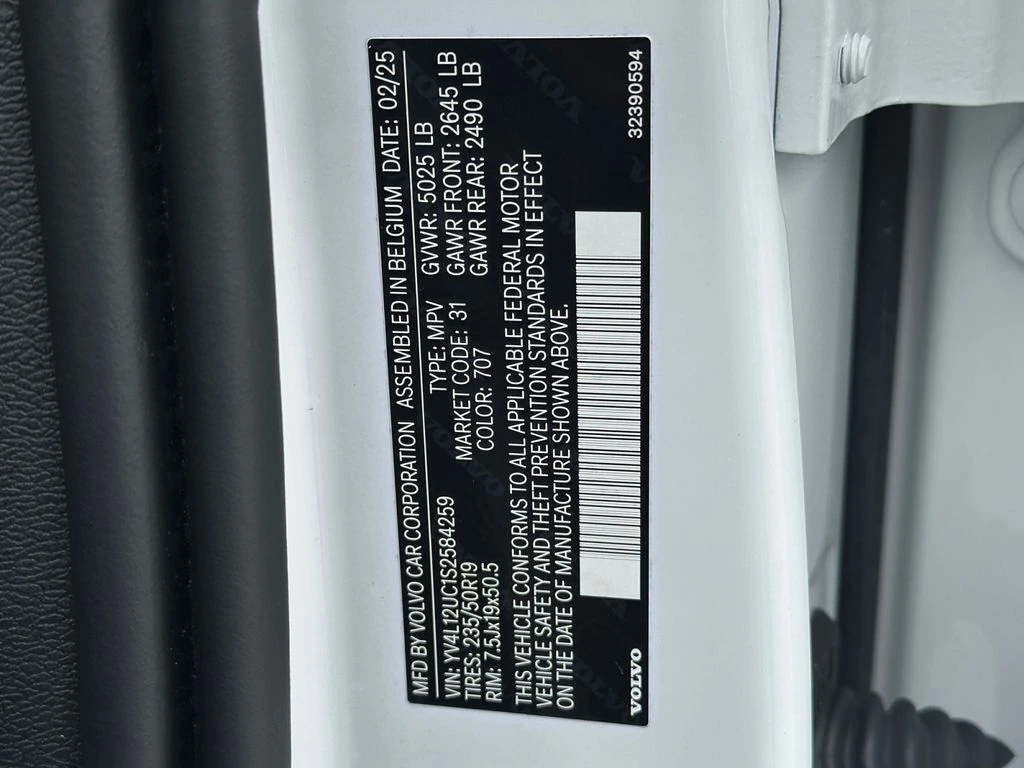 MFD BY VOLVO CAR CORPORATION ASSEMBLED IN BELGIUM DATE: 02/25
VIN: YV4L12UC1S2584259 TYPE: MPV GVWR: 5025 LB
TIRES: 235/50R19 MARKET CODE: 31 GAWR FRONT: 2645 LB
RIM: 7.5Jx19x50.5 COLOR: 707 GAWR REAR: 2490 LB
THIS VEHICLE CONFORMS TO ALL APPLICABLE FEDERAL MOTOR
VEHICLE SAFETY AND THEFT PREVENTION STANDARDS IN EFFECT
ON THE DATE OF MANUFACTURE SHOWN ABOVE.
VOLVO 32390594